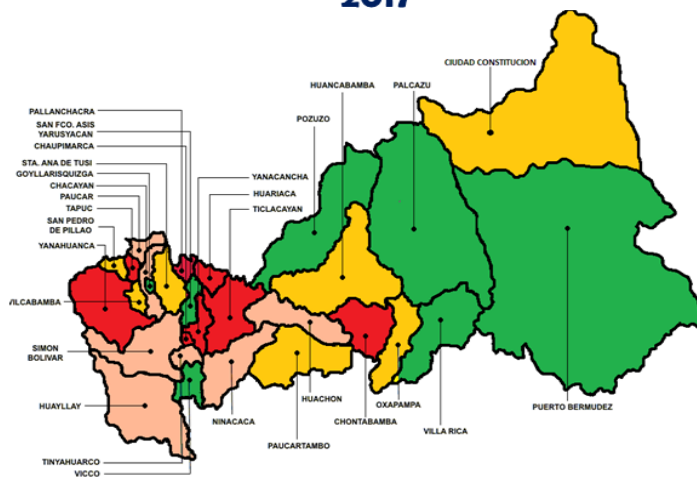 2017
CIUDAD CONSTITUCION
HUANCABAMBA
PALCAZU
POZUZO
PALLANCHACRA
SAN FCO. ASIS
YARUSYACAN
CHAUPIMARCA
STA. ANA DE TUSI
GOYLLARISQUIZGA
CHACAYAN
PAUCAR
TAPUC
SAN PEDRO
DE PILLAO
YANAHUANCA
YANACANCHA
HUARIACA
TICLACAYAN
VILCABAMBA
SIMON
BOLIVAR
HUAYLLAY
TINYAHUARCO
VICCO
NINACACA
PAUCARTAMBO
HUACHON
CHONTABAMBA
OXAPAMPA
VILLA RICA
PUERTO BERMUDEZ